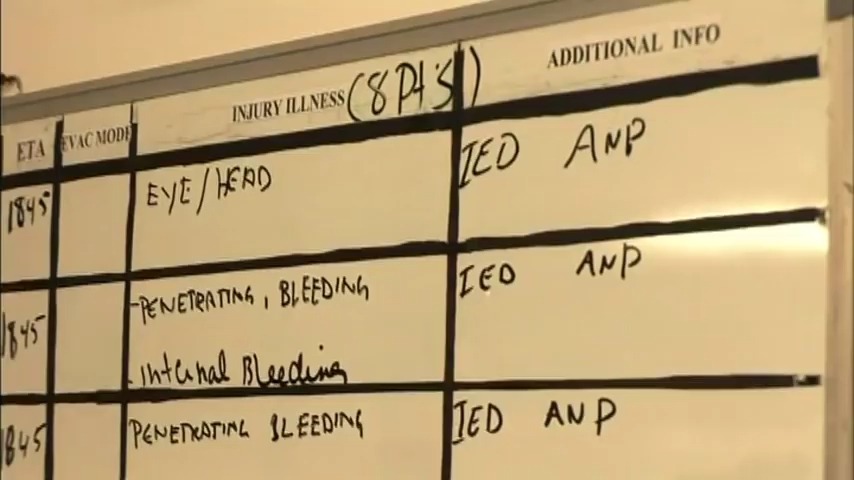 ETA EVAC MODE INJURY ILLNESS (8 Pt's) ADDITIONAL INFO
1845 EYE/HEAD IED ANP
1845 -PENETRATING, BLEEDING IED ANP
-Internal Bleeding
1845 PENETRATING BLEEDING IED ANP